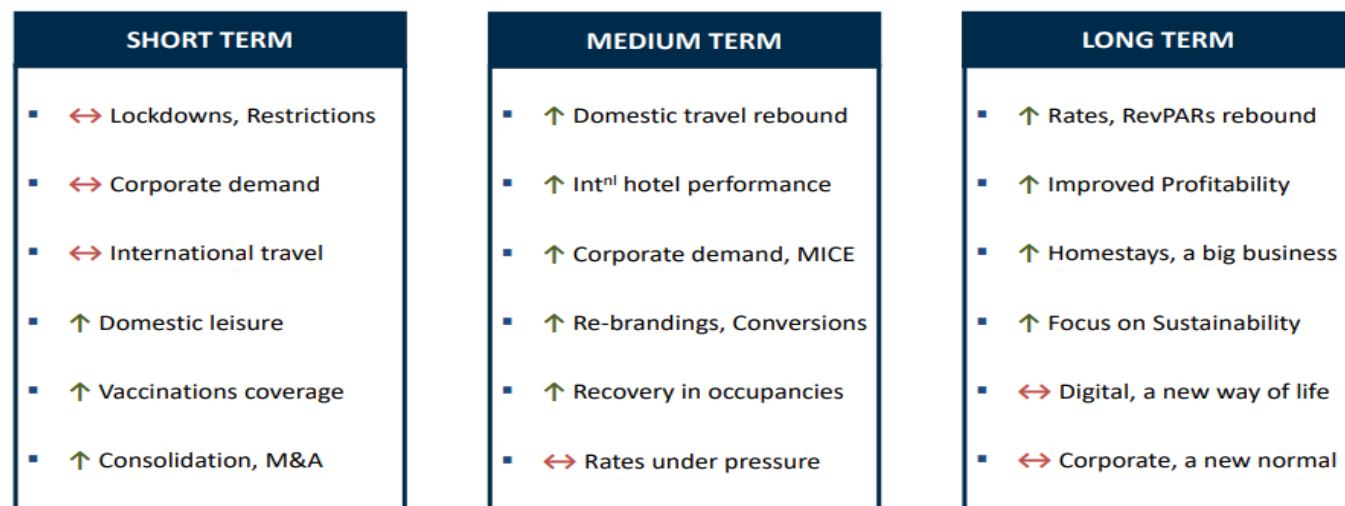 SHORT TERM
▪ ↔ Lockdowns, Restrictions
▪ ↔ Corporate demand
▪ ↔ International travel
▪ ↑ Domestic leisure
▪ ↑ Vaccinations coverage
▪ ↑ Consolidation, M&A
MEDIUM TERM
▪ ↑ Domestic travel rebound
▪ ↑ Intⁿˡ hotel performance
▪ ↑ Corporate demand, MICE
▪ ↑ Re-brandings, Conversions
▪ ↑ Recovery in occupancies
▪ ↔ Rates under pressure
LONG TERM
▪ ↑ Rates, RevPARs rebound
▪ ↑ Improved Profitability
▪ ↑ Homestays, a big business
▪ ↑ Focus on Sustainability
▪ ↔ Digital, a new way of life
▪ ↔ Corporate, a new normal